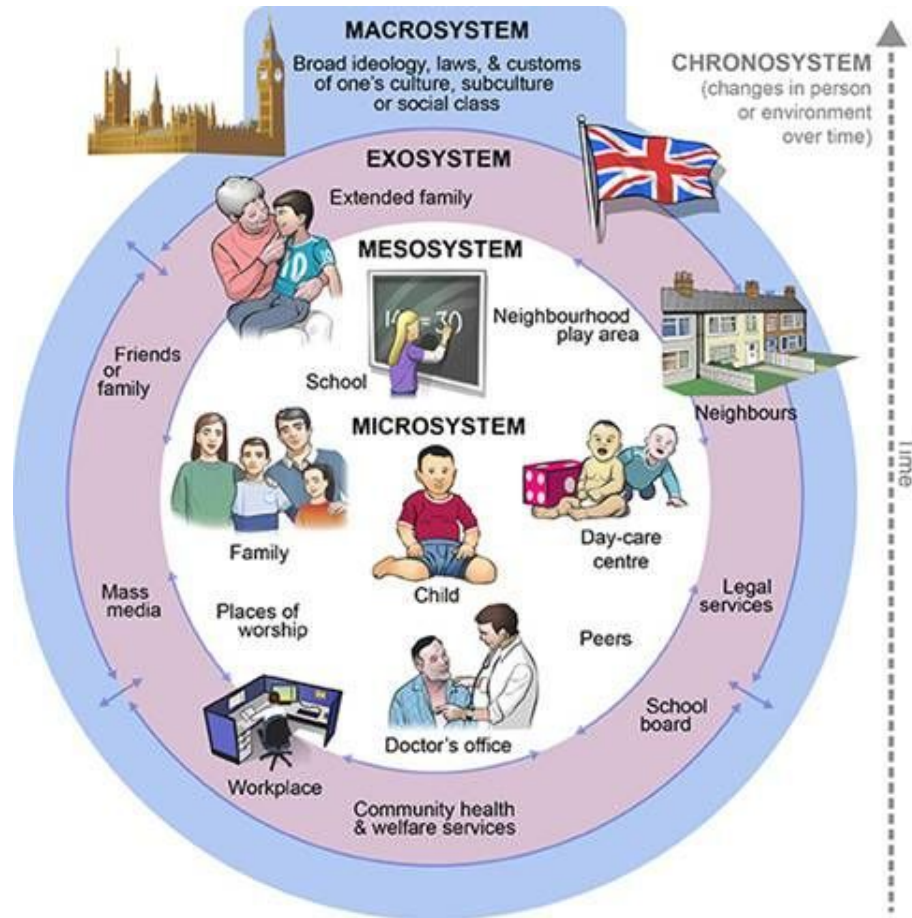 MACROSYSTEM
Broad ideology, laws, & customs
of one's culture, subculture
or social class
CHRONOSYSTEM
(changes in person
or environment
over time)
EXOSYSTEM
Extended family
MESOSYSTEM
Neighbourhood
play area
School
Friends
or
family
Neighbours
MICROSYSTEM
Time
Family
Day-care
centre
Child
Mass
media
Legal
services
Places of
worship
Peers
School
board
Doctor's office
Workplace
Community health
& welfare services